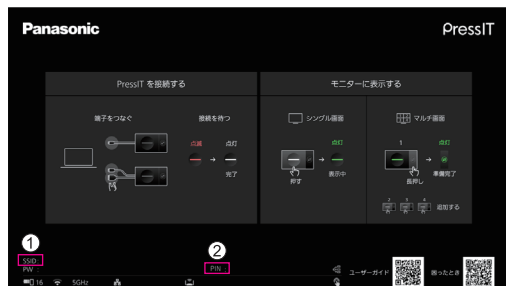 Panasonic
PressIT
PressIT を接続する
モニターに表示する
端子をつなぐ
接続を待つ
点滅
点灯
完了
シングル画面
点灯
押す
表示中
マルチ画面
1
点灯
長押し
準備完了
2 3 4
追加する
1
2
SSID :
PW :
PIN :
ユーザーガイド
困ったとき
16
5GHz